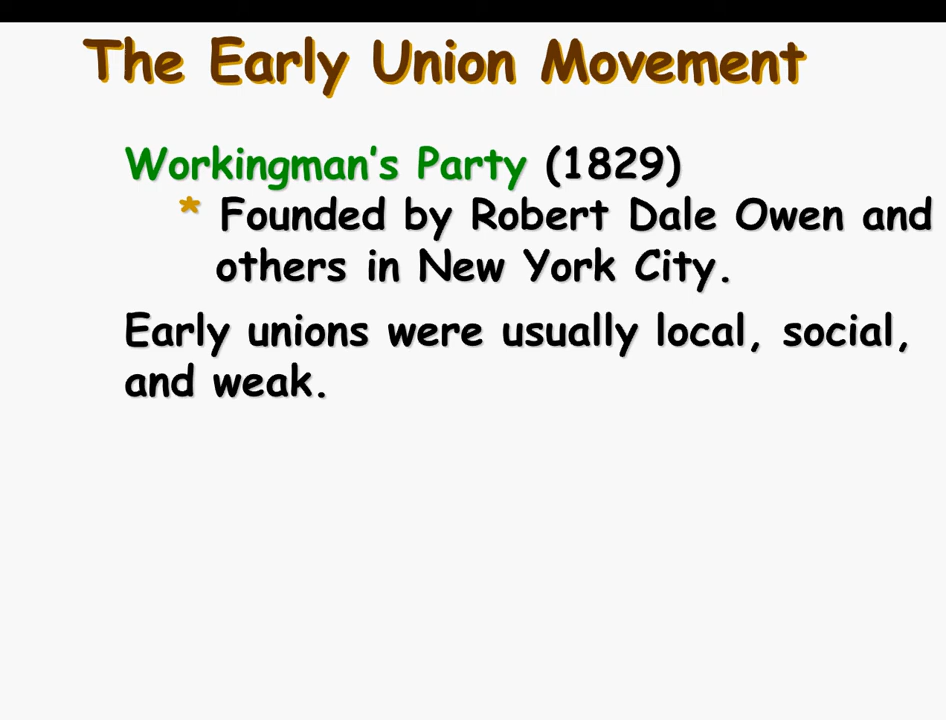 The Early Union Movement
Workingman's Party (1829)
* Founded by Robert Dale Owen and
others in New York City.
Early unions were usually local, social,
and weak.